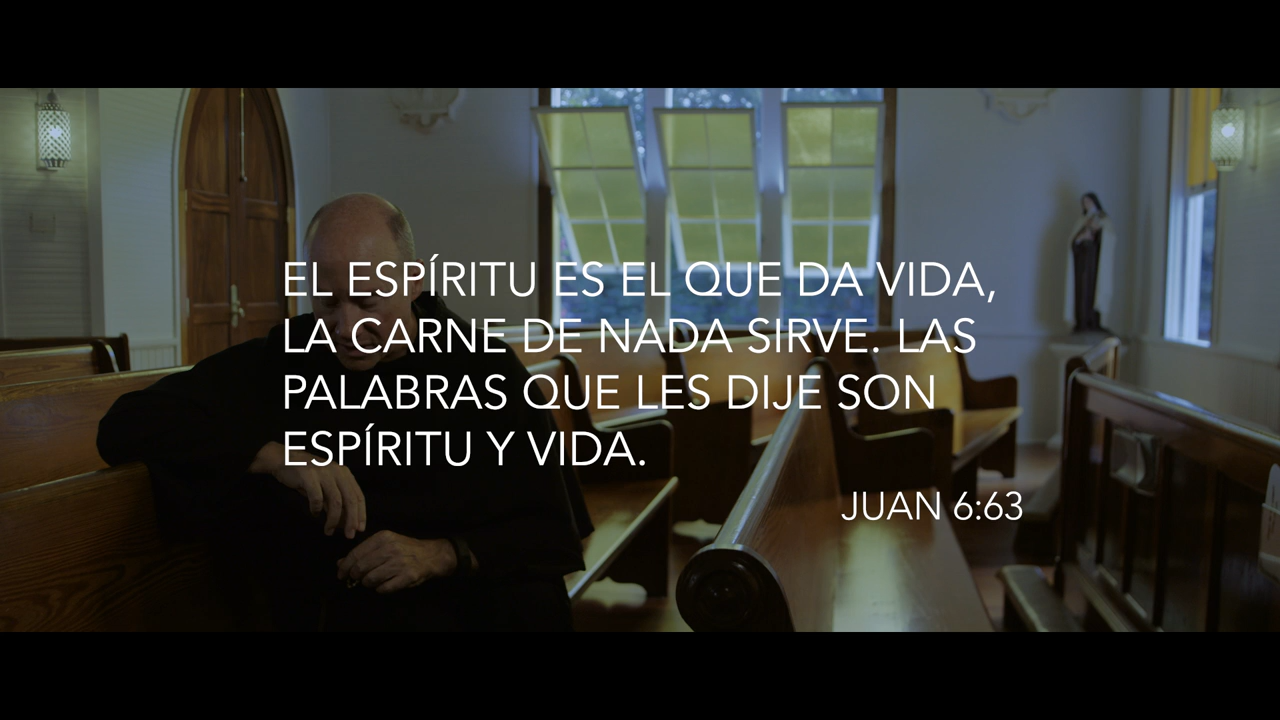 EL ESPÍRITU ES EL QUE DA VIDA,
LA CARNE DE NADA SIRVE. LAS
PALABRAS QUE LES DIJE SON
ESPÍRITU Y VIDA.
JUAN 6:63